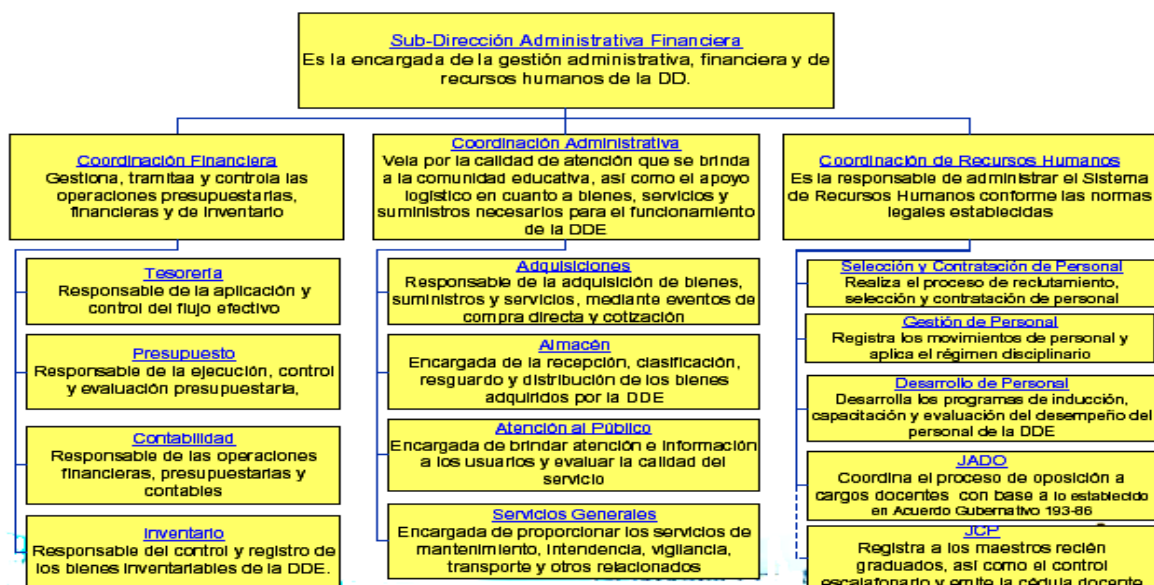 Sub-Dirección Administrativa Financiera
Es la encargada de la gestión administrativa, financiera y de
recursos humanos de la DD.
Coordinación Financiera
Gestiona, tramitaa y controla las
operaciones presupuestarias,
financieras y de inventario
Tesorería
Responsable de la aplicación y
control del flujo efectivo
Presupuesto
Responsable de la ejecución, control
y evaluación presupuestaria,
Contabilidad
Responsable de las operaciones
financieras, presupuestarias y
contables
Inventario
Responsable del control y registro de
los bienes inventariables de la DDE.
Coordinación Administrativa
Vela por la calidad de atención que se brinda
a la comunidad educativa, así como el apoyo
logístico en cuanto a bienes, servicios y
suministros necesarios para el funcionamiento
de la DDE
Adquisiciones
Responsable de la adquisición de bienes,
suministros y servicios, mediante eventos de
compra directa y cotización
Almacén
Encargada de la recepción, clasificación,
resguardo y distribución de los bienes
adquiridos por la DDE
Atención al Público
Encargada de brindar atención e información
a los usuarios y evaluar la calidad del
servicio
Servicios Generales
Encargada de proporcionar los servicios de
mantenimiento, intendencia, vigilancia,
transporte y otros relacionados
Coordinación de Recursos Humanos
Es la responsable de administrar el Sistema
de Recursos Humanos conforme las normas
legales establecidas
Selección y Contratación de Personal
Realiza el proceso de reclutamiento,
selección y contratación de personal
Gestión de Personal
Registra los movimientos de personal y
aplica el régimen disciplinario
Desarrollo de Personal
Desarrolla los programas de inducción,
capacitación y evaluación del desempeño del
personal de la DDE
JADO
Coordina el proceso de oposición a
cargos docentes con base a lo establecido
en Acuerdo Gubernativo 193-86
JCP
Registra a los maestros recién
graduados, así como el control
escalafonario y emite la cédula docente